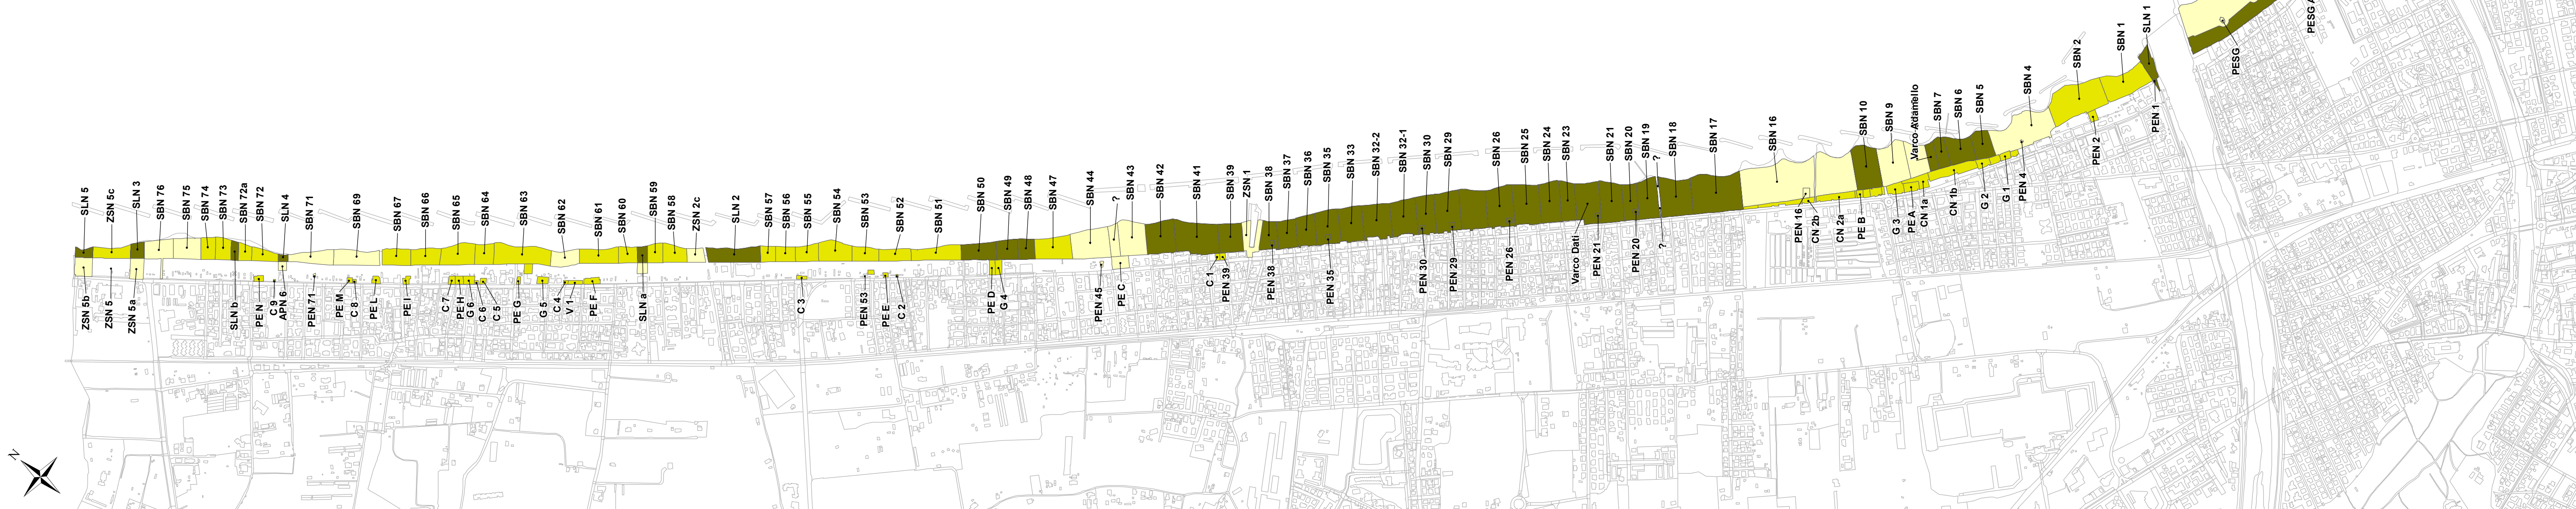 SLN 5
ZSN 5c
SLN 3
SBN 76
SBN 75
SBN 74
SBN 73
SBN 72a
SBN 72
SLN 4
SBN 71
SBN 69
SBN 67
SBN 66
SBN 65
SBN 64
SBN 63
SBN 62
SBN 61
SBN 60
SBN 59
SBN 58
ZSN 2c
SLN 2
SBN 57
SBN 56
SBN 55
SBN 54
SBN 53
SBN 52
SBN 51
SBN 50
SBN 49
SBN 48
SBN 47
SBN 44
?
SBN 43
SBN 42
SBN 41
SBN 39
ZSN 1
SBN 38
SBN 37
SBN 36
SBN 35
SBN 33
SBN 32-2
SBN 32-1
SBN 30
SBN 29
SBN 26
SBN 25
SBN 24
SBN 23
SBN 21
SBN 20
SBN 19
?
SBN 18
SBN 17
SBN 16
SBN 10
SBN 9
Varco Adamello
SBN 7
SBN 6
SBN 5
SBN 4
SBN 2
SBN 1
SLN 1
PESG A
ZSN 5b
ZSN 5
ZSN 5a
SLN b
PE N
C 9
APN 6
PEN 71
PE M
C 8
PE L
PE I
C 7
PE H
G 6
C 6
C 5
PE G
G 5
C 4
V 1
PE F
SLN a
C 3
PEN 53
PE E
C 2
PE D
G 4
PEN 45
PE C
C 1
PEN 39
PEN 38
PEN 35
PEN 30
PEN 29
PEN 26
Varco Dati
PEN 21
PEN 20
?
PEN 16
CN 2b
CN 2a
PE B
G 3
PE A
CN 1a
CN 1b
G 2
G 1
PEN 4
PEN 2
PEN 1
PESG
N